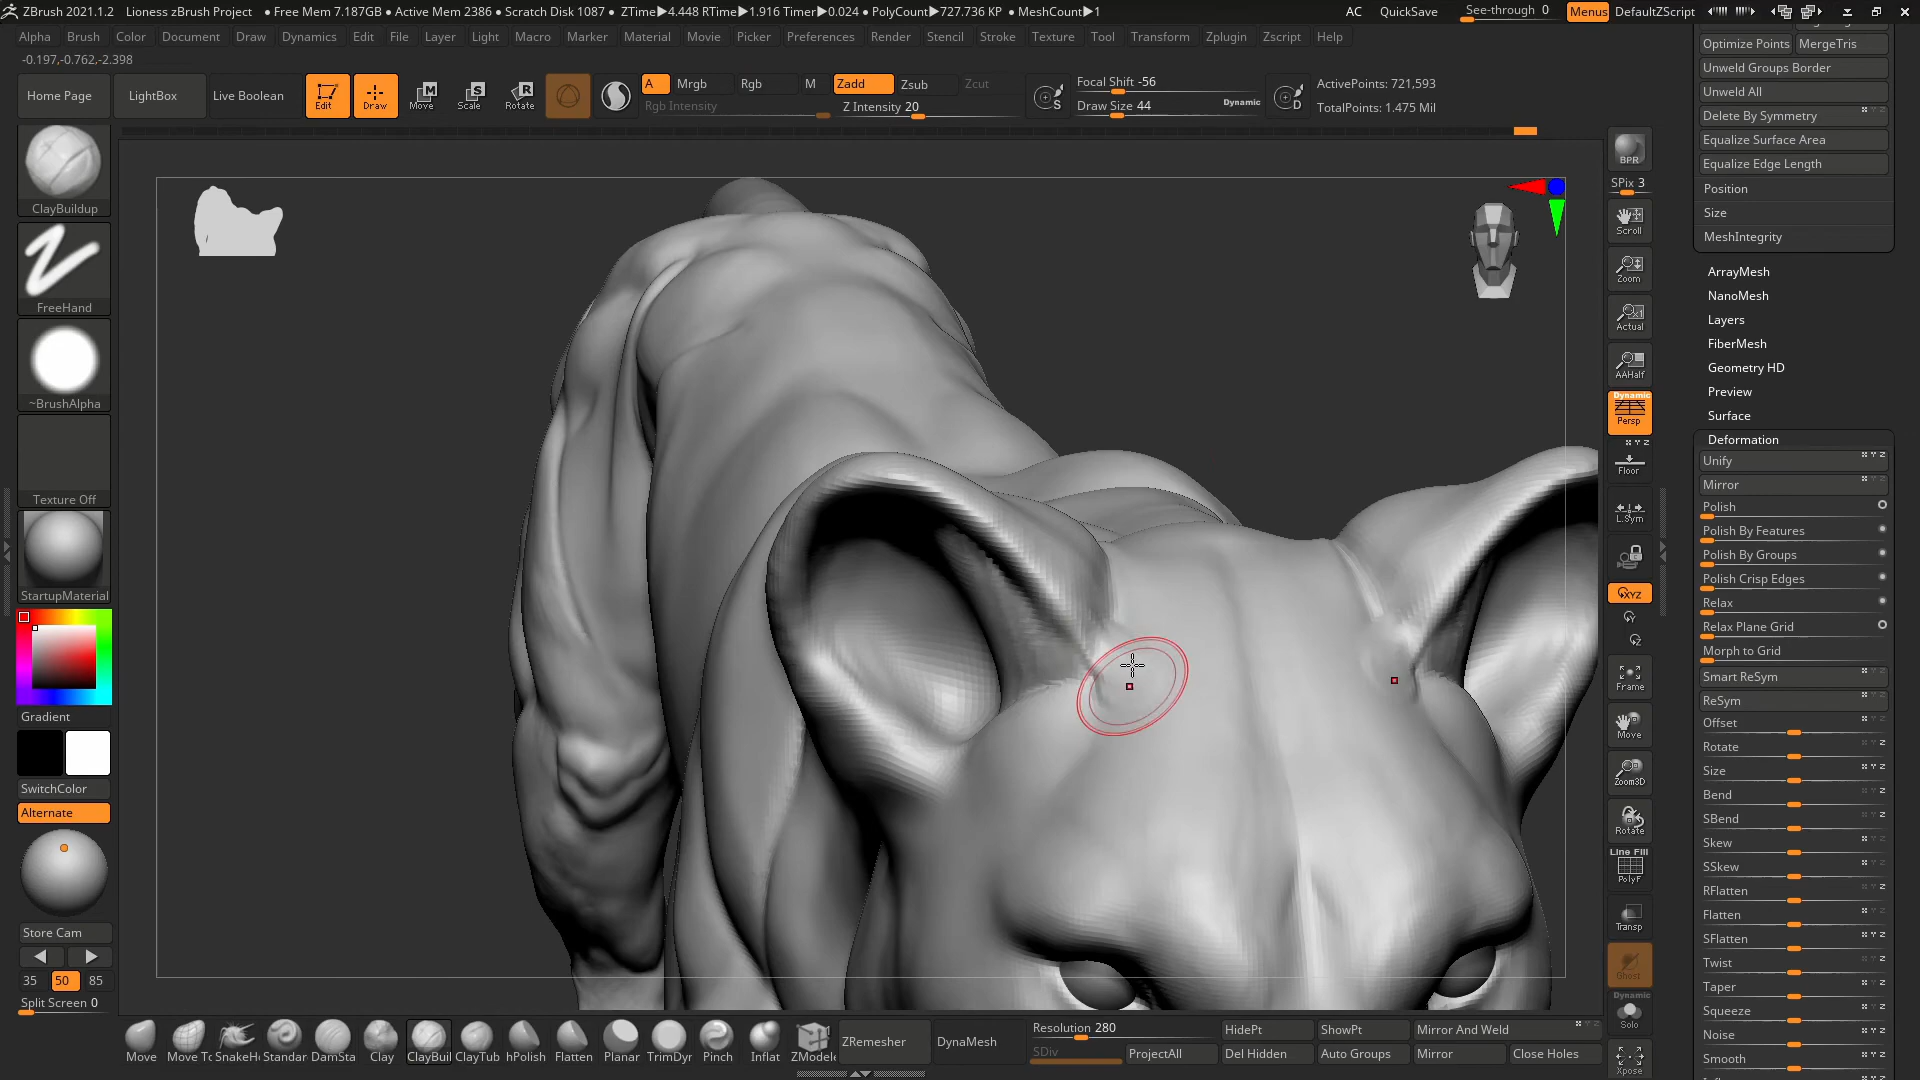 ZBrush 2021.1.2 Lioness zBrush Project • Free Mem 7.187GB • Active Mem 2386 • Scratch Disk 1087 • ZTime▶4.448 RTime▶1.916 Timer▶0.024 • PolyCount▶727.736 KP • MeshCount▶1 AC QuickSave See-through 0 Menus DefaultZScript
Alpha Brush Color Document Draw Dynamics Edit File Layer Light Macro Marker Material Movie Picker Preferences Render Stencil Stroke Texture Tool Transform Zplugin Zscript Help
-0.197,-0.762,-2.398
Home Page LightBox Live Boolean Edit Draw Move Scale Rotate
A Mrgb Rgb M Zadd Zsub Zcut
Rgb Intensity Z Intensity 20
S Focal Shift -56
Draw Size 44 Dynamic
D ActivePoints: 721,593
TotalPoints: 1.475 Mil
ClayBuildup
FreeHand
~BrushAlpha
Texture Off
StartupMaterial
Gradient
SwitchColor
Alternate
Store Cam
35 50 85
Split Screen 0
BPR
SPix 3
Scroll
Zoom
Actual
AAHalf
Dynamic
Persp
Floor
L.Sym
XYZ
Frame
Move
Zoom3D
Rotate
Line Fill
PolyF
Transp
Ghost
Dynamic
Solo
Xpose
Optimize Points MergeTris
Unweld Groups Border
Unweld All
Delete By Symmetry
Equalize Surface Area
Equalize Edge Length
Position
Size
MeshIntegrity
ArrayMesh
NanoMesh
Layers
FiberMesh
Geometry HD
Preview
Surface
Deformation
Unify
Mirror
Polish
Polish By Features
Polish By Groups
Polish Crisp Edges
Relax
Relax Plane Grid
Morph to Grid
Smart ReSym
ReSym
Offset
Rotate
Size
Bend
SBend
Skew
SSkew
RFlatten
Flatten
SFlatten
Twist
Taper
Squeeze
Noise
Smooth
Move Move To SnakeH Standar DamSta Clay ClayBuil ClayTub hPolish Flatten Planar TrimDyr Pinch Inflat ZModele
ZRemesher DynaMesh
Resolution 280
SDiv ProjectAll
HidePt ShowPt Mirror And Weld
Del Hidden Auto Groups Mirror Close Holes